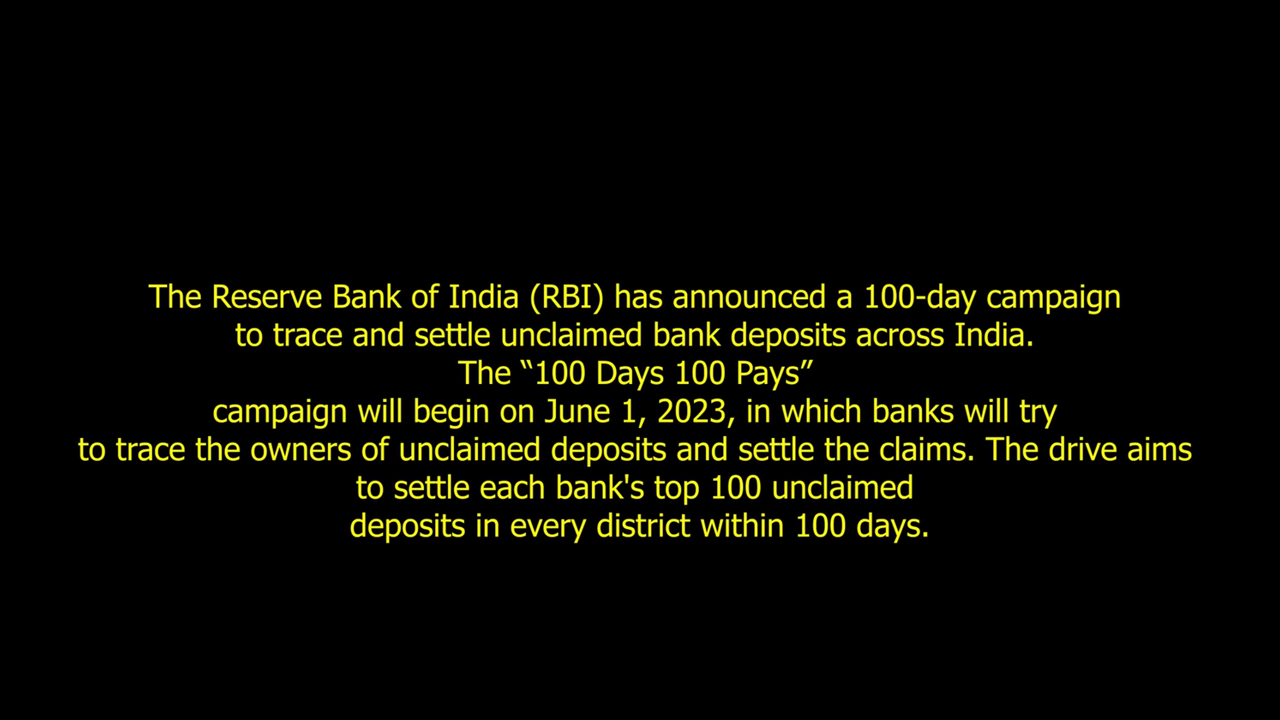 The Reserve Bank of India (RBI) has announced a 100-day campaign
to trace and settle unclaimed bank deposits across India.
The “100 Days 100 Pays”
campaign will begin on June 1, 2023, in which banks will try
to trace the owners of unclaimed deposits and settle the claims. The drive aims
to settle each bank's top 100 unclaimed
deposits in every district within 100 days.